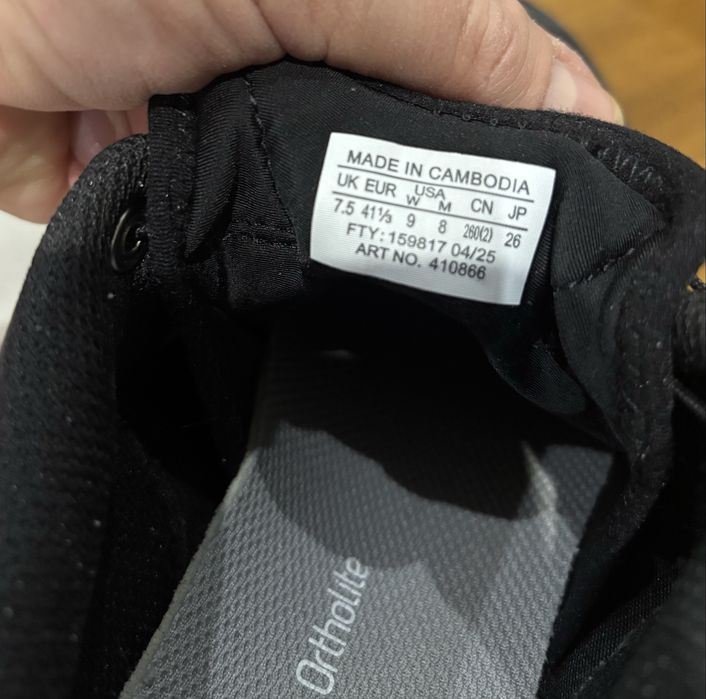 MADE IN CAMBODIA
UK EUR USA CN JP
W M
7.5 41⅓ 9 8 260(2) 26
FTY: 159817 04/25
ART NO. 410866
Ortholite